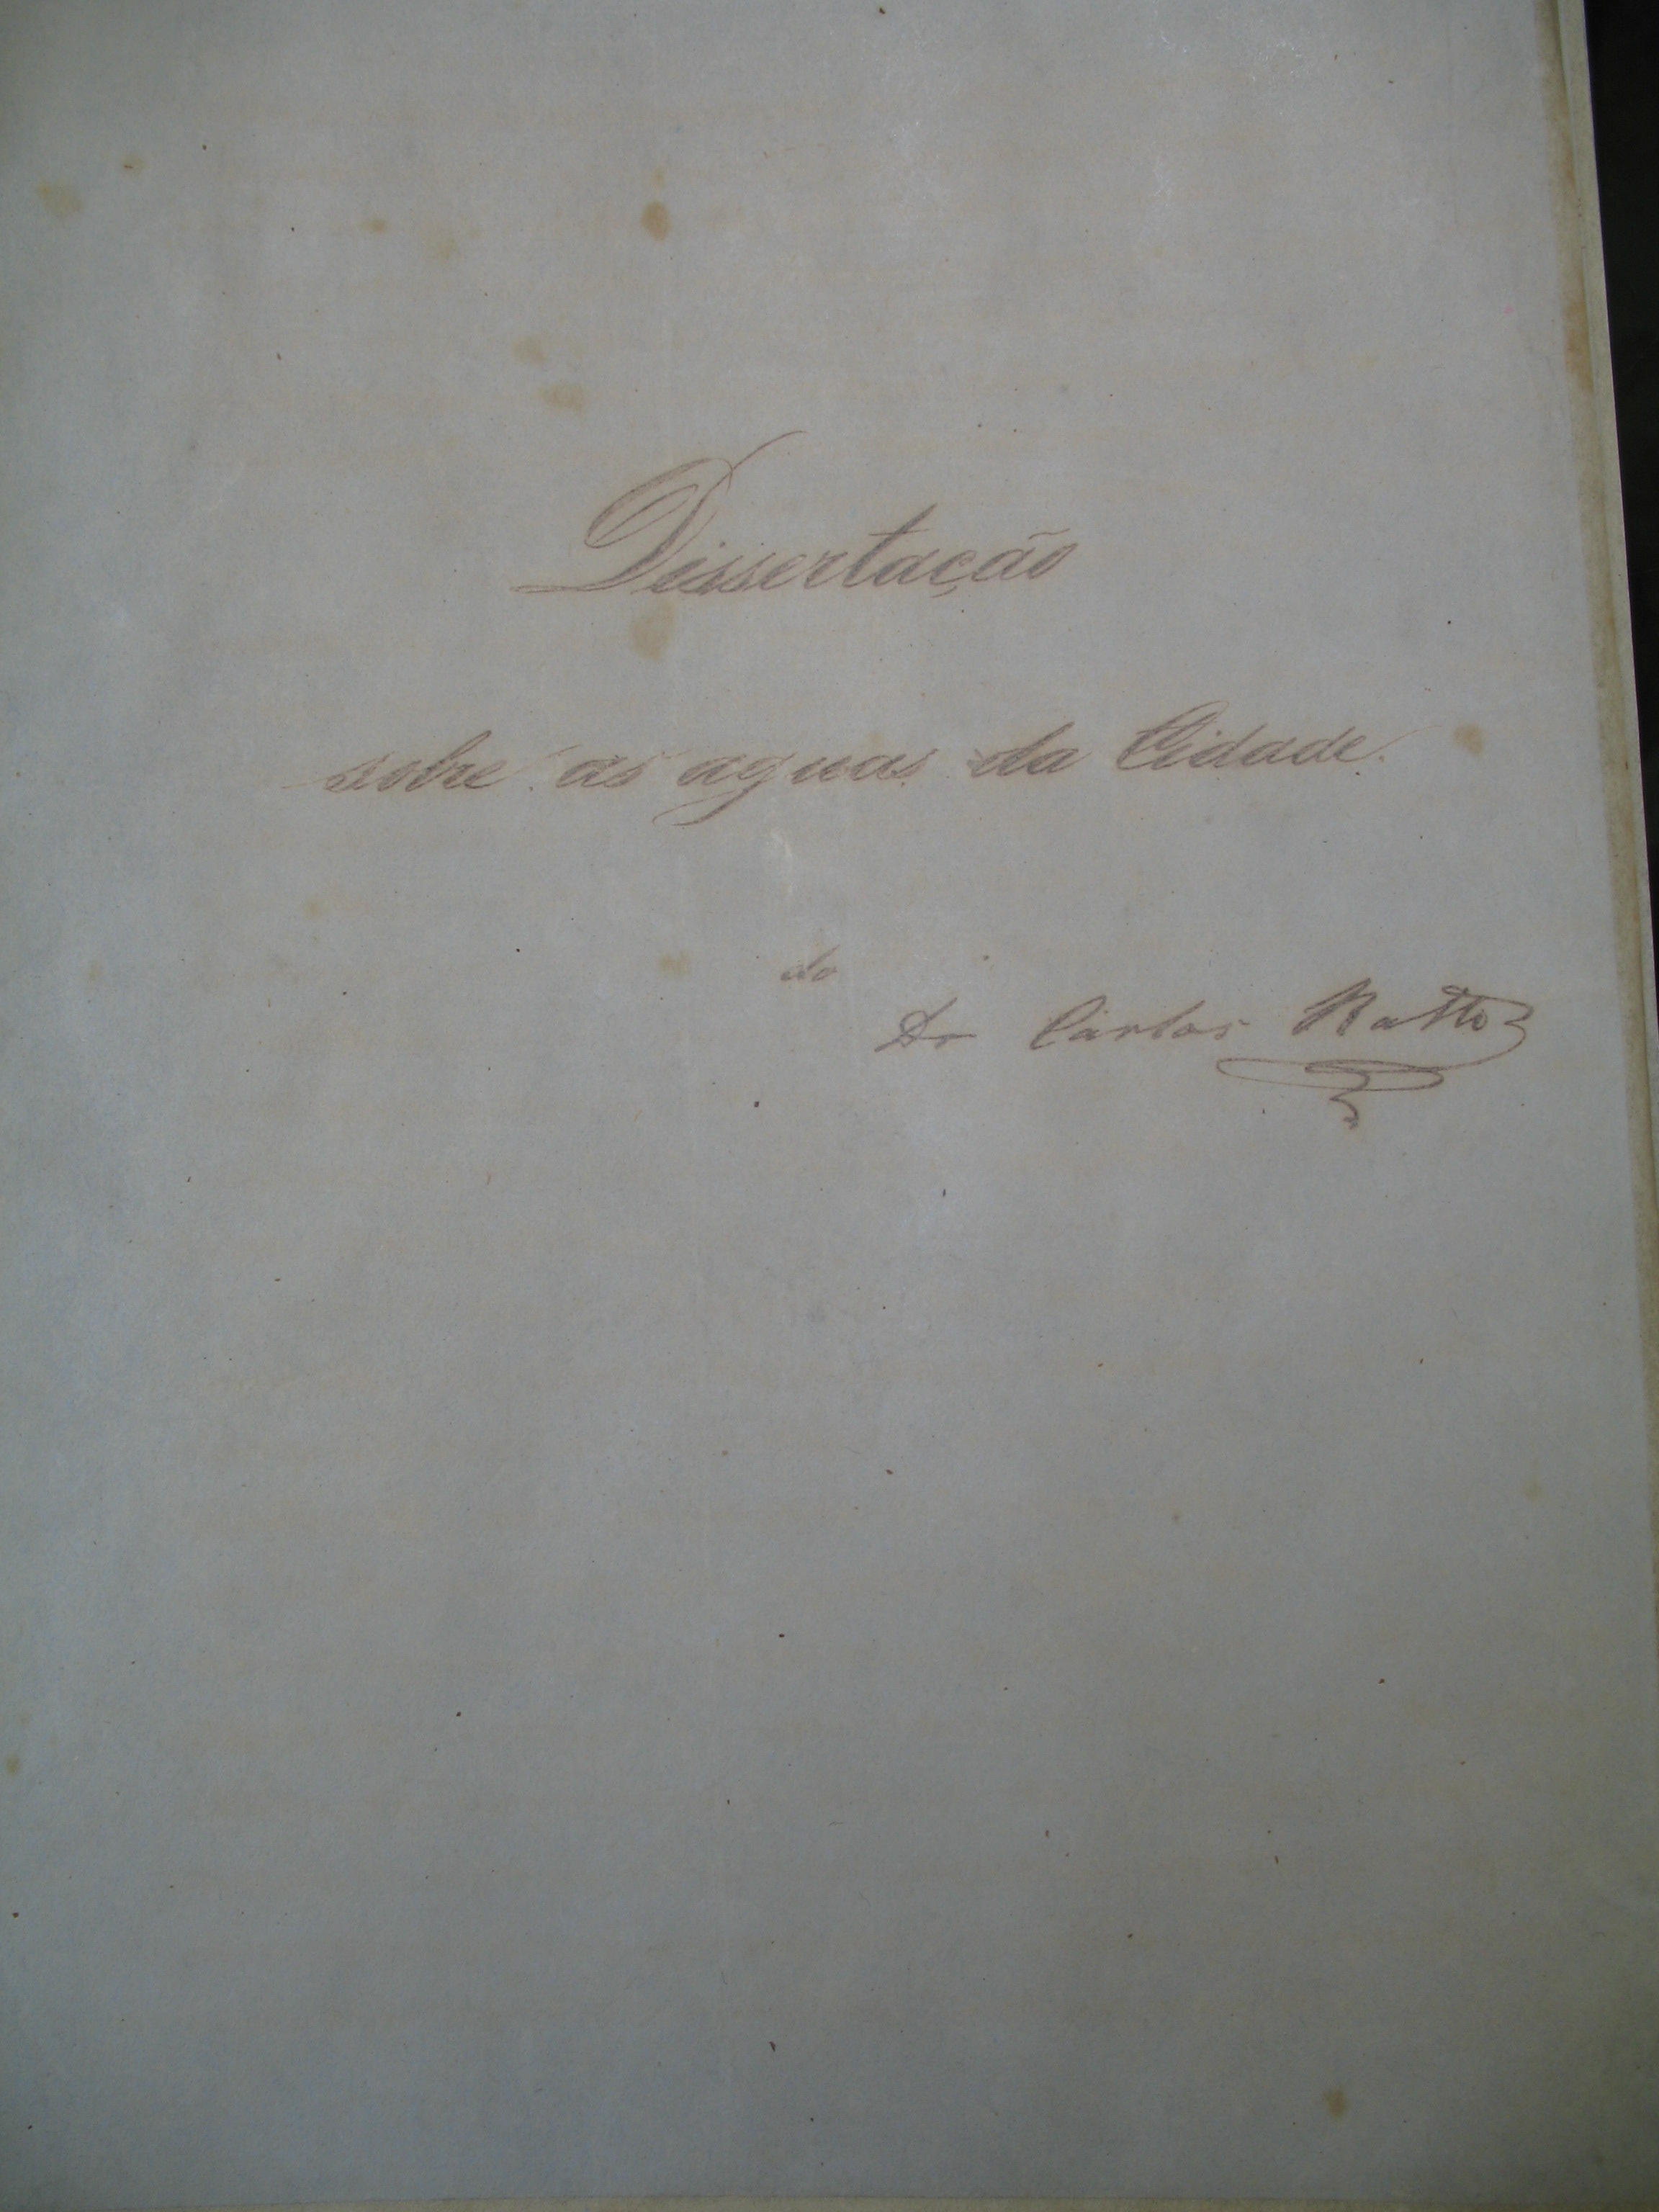 Dissertação
sobre as aguas da Cidade.
do
Dr Carlos